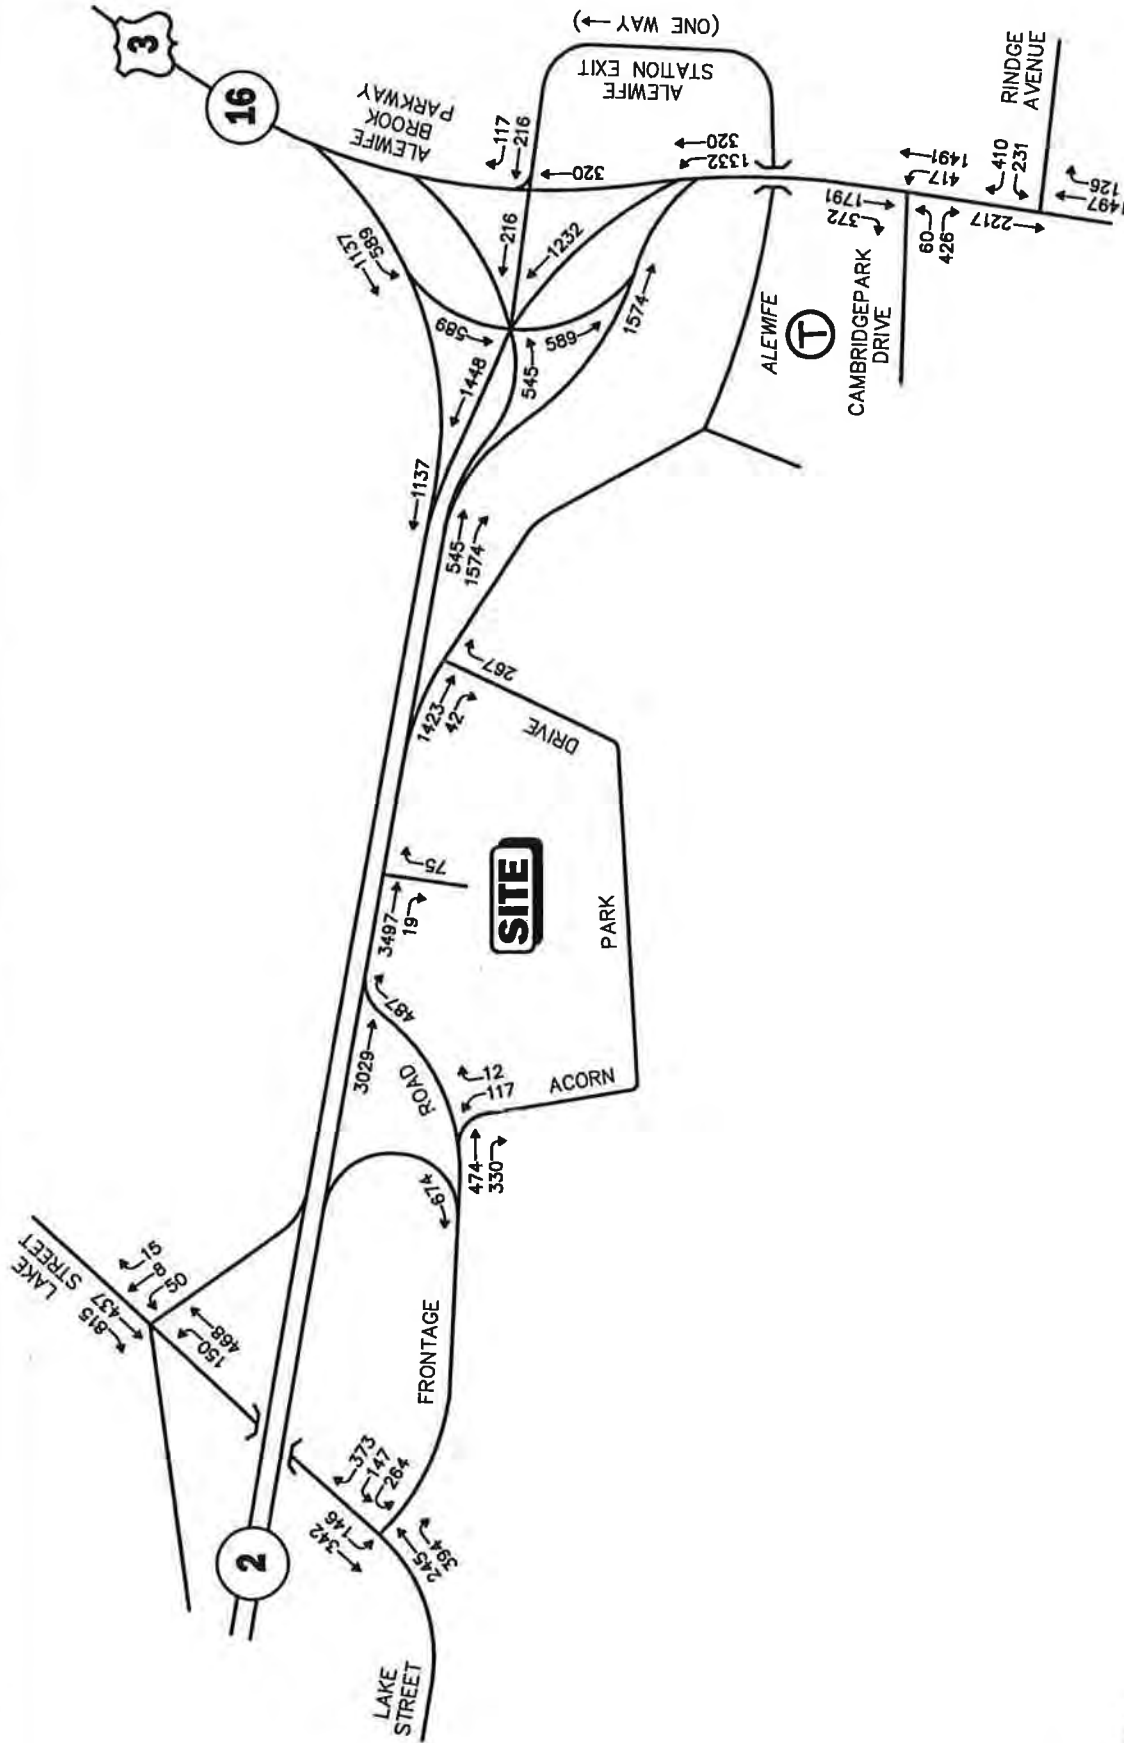 3
16
ALEWIFE
BROOK
PARKWAY
(ONE WAY ←)
ALEWIFE
STATION EXIT
RINDGE
AVENUE
117
216
320
320
1332
1491
417
410
231
126
1497
1791
372
60
426
2217
CAMBRIDGEPARK
DRIVE
ALEWIFE
T
589
1137
216
1232
589
589
1574
545
1448
1137
545
1574
267
1423
42
DRIVE
75
3497
19
SITE
PARK
487
3029
ROAD
12
117
ACORN
474
330
674
FRONTAGE
LAKE
STREET
15
8
50
437
815
150
468
373
147
264
146
342
245
394
2
LAKE
STREET